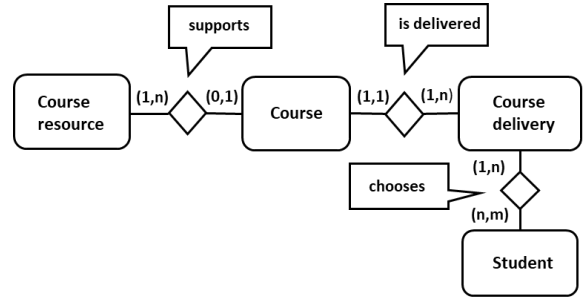 supports
is delivered
Course
resource
(1,n)
(0,1)
Course
(1,1)
(1,n)
Course
delivery
(1,n)
chooses
(n,m)
Student